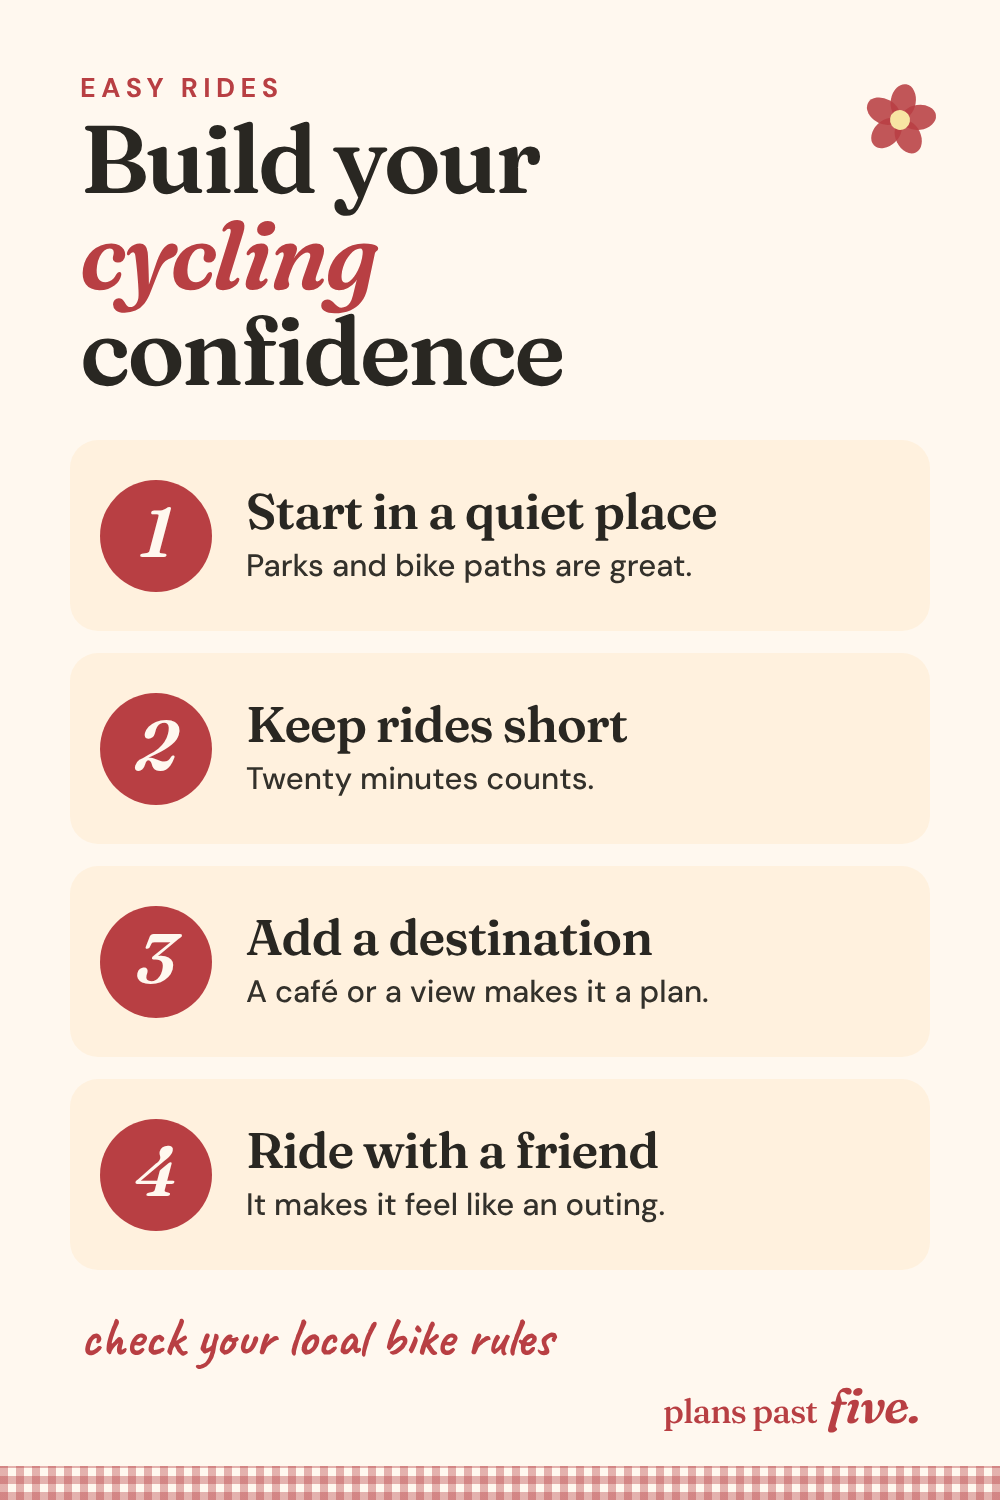 EASY RIDES
Build your
cycling
confidence
1
Start in a quiet place
Parks and bike paths are great.
2
Keep rides short
Twenty minutes counts.
3
Add a destination
A café or a view makes it a plan.
4
Ride with a friend
It makes it feel like an outing.
check your local bike rules
plans past five.